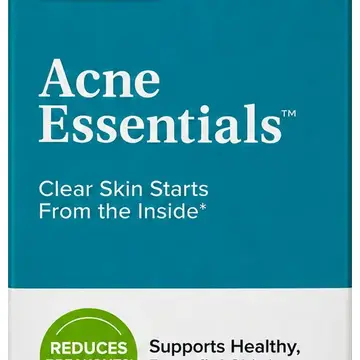 Acne
Essentials™
Clear Skin Starts
From the Inside*
REDUCES
Supports Healthy,